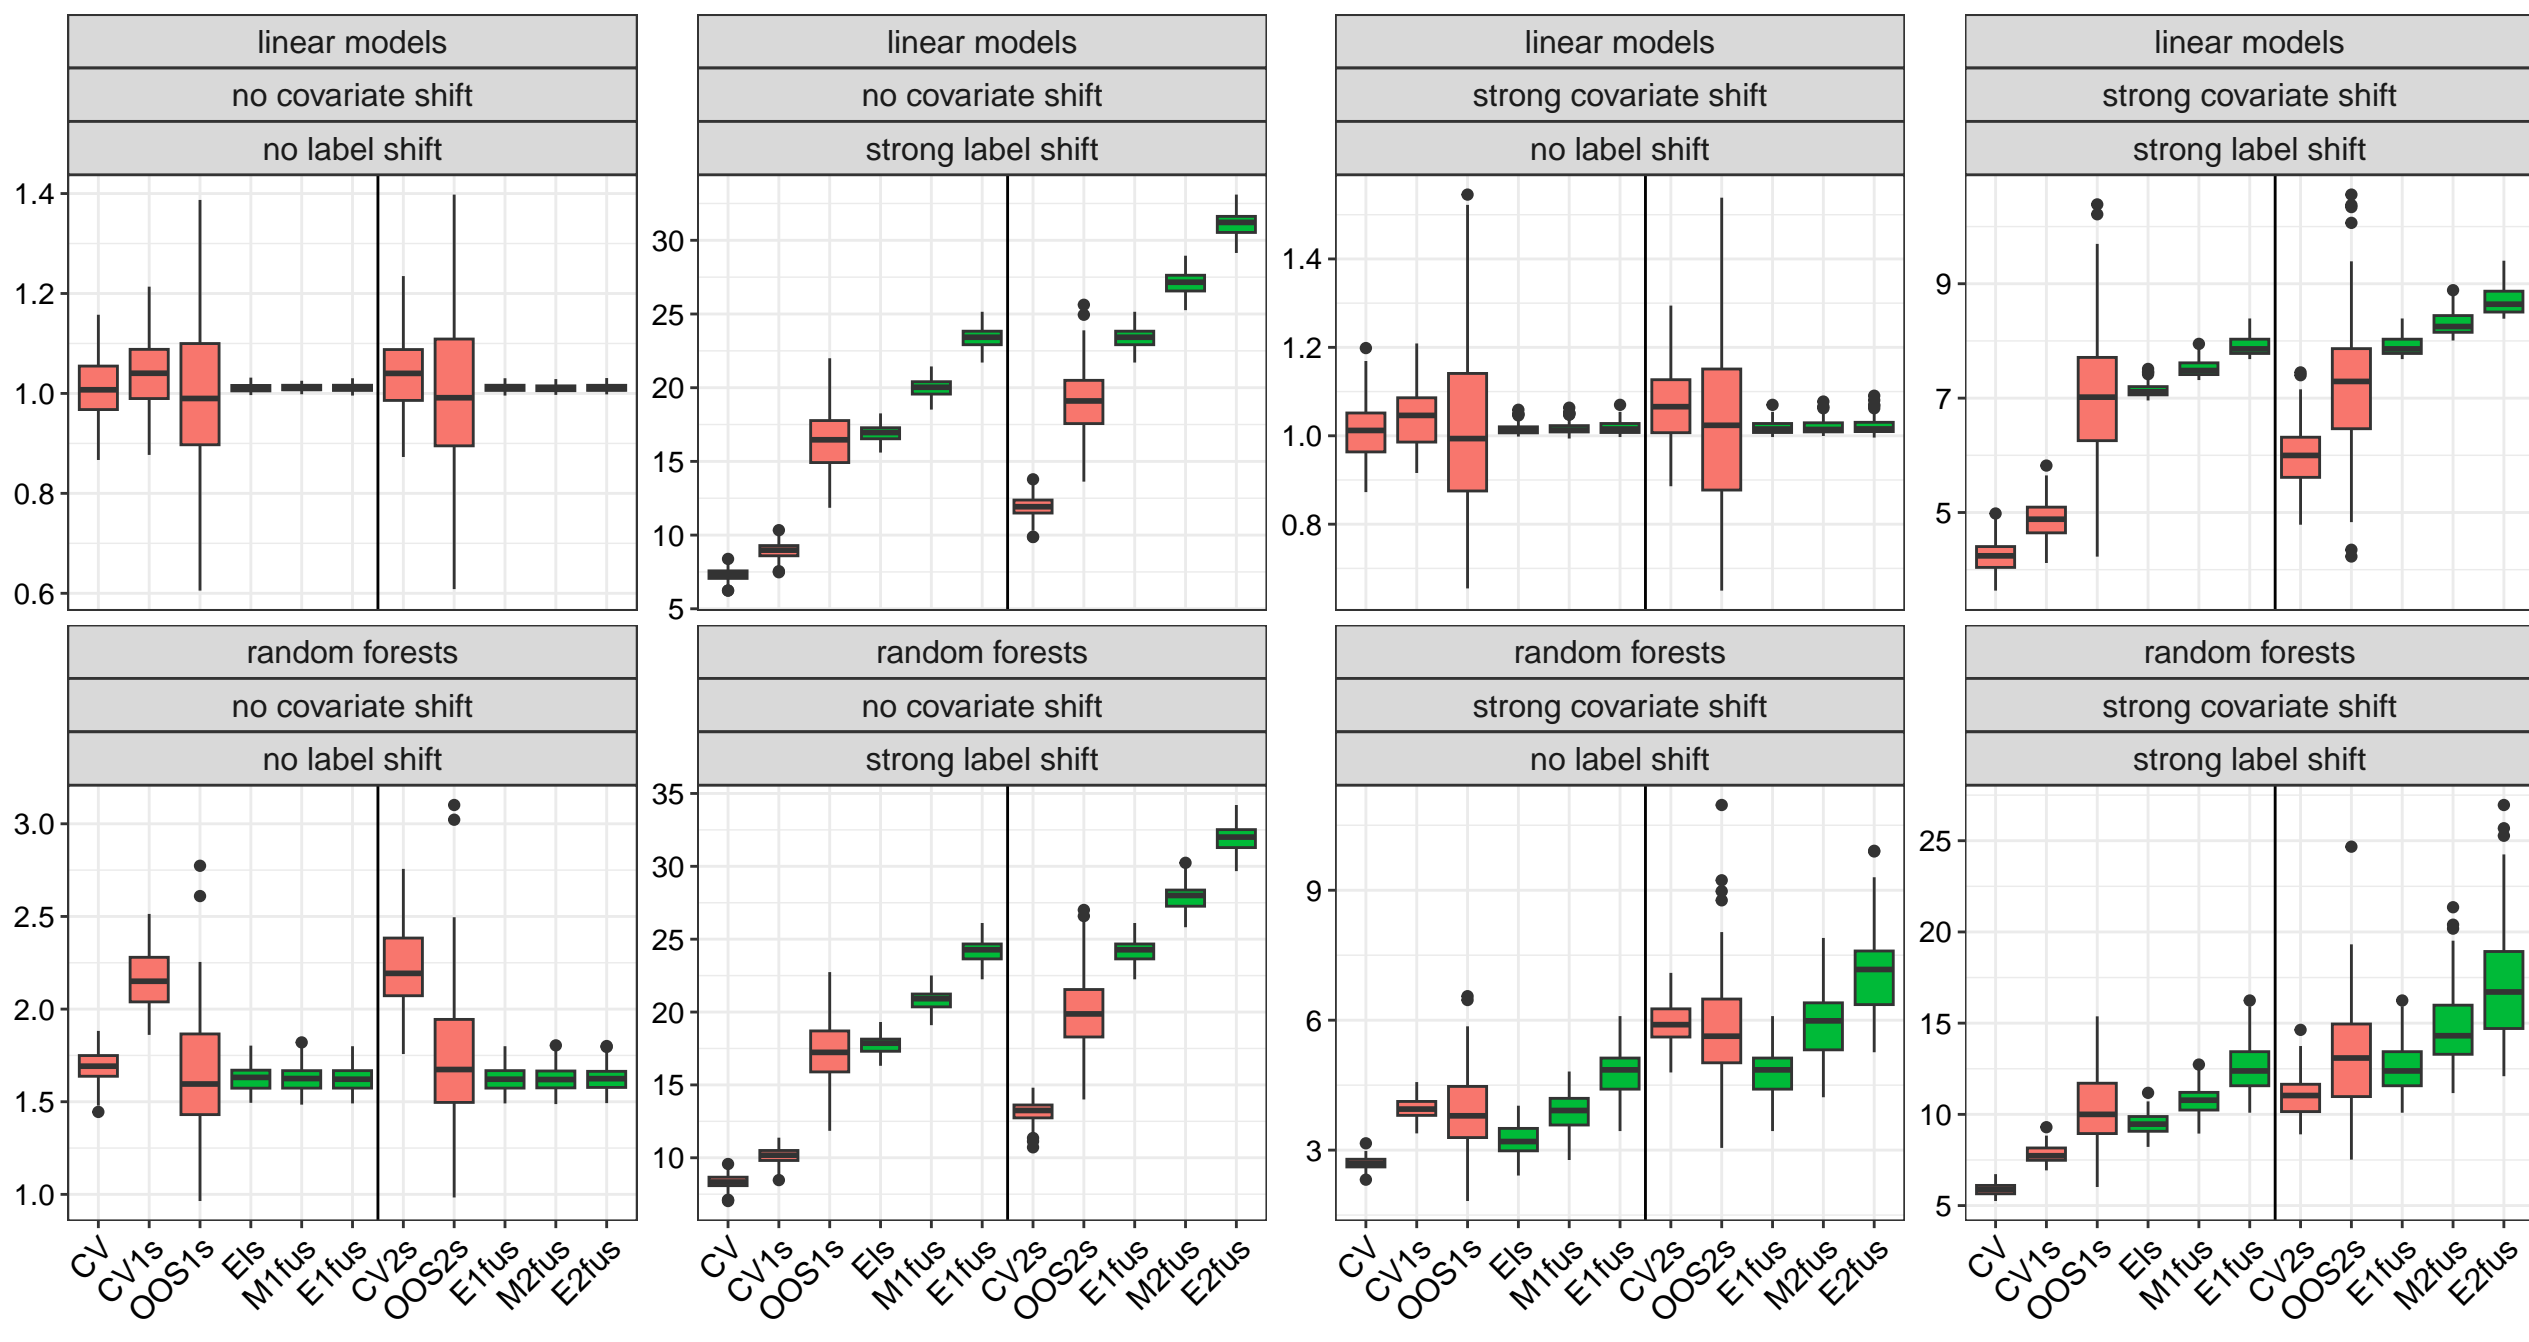 linear models
no covariate shift
no label shift
1.4
1.2
1.0
0.8
0.6
linear models
no covariate shift
strong label shift
30
25
20
15
10
5
linear models
strong covariate shift
no label shift
1.4
1.2
1.0
0.8
linear models
strong covariate shift
strong label shift
9
7
5
random forests
no covariate shift
no label shift
3.0
2.5
2.0
1.5
1.0
CV
CV1s
OOS1s
Els
M1fus
E1fus
CV2s
OOS2s
E1fus
M2fus
E2fus
random forests
no covariate shift
strong label shift
35
30
25
20
15
10
CV
CV1s
OOS1s
Els
M1fus
E1fus
CV2s
OOS2s
E1fus
M2fus
E2fus
random forests
strong covariate shift
no label shift
9
6
3
CV
CV1s
OOS1s
Els
M1fus
E1fus
CV2s
OOS2s
E1fus
M2fus
E2fus
random forests
strong covariate shift
strong label shift
25
20
15
10
5
CV
CV1s
OOS1s
Els
M1fus
E1fus
CV2s
OOS2s
E1fus
M2fus
E2fus